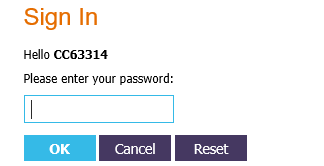 Sign In
Hello CC63314
Please enter your password:
OK Cancel Reset